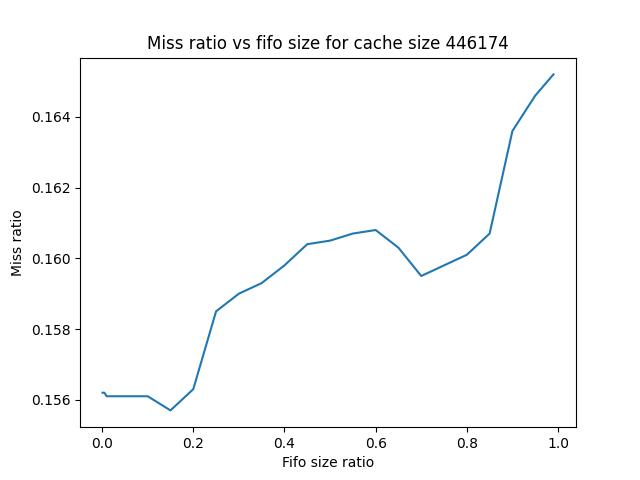 Miss ratio vs fifo size for cache size 446174
0.164
0.162
0.160
0.158
0.156
Miss ratio
0.0 0.2 0.4 0.6 0.8 1.0
Fifo size ratio